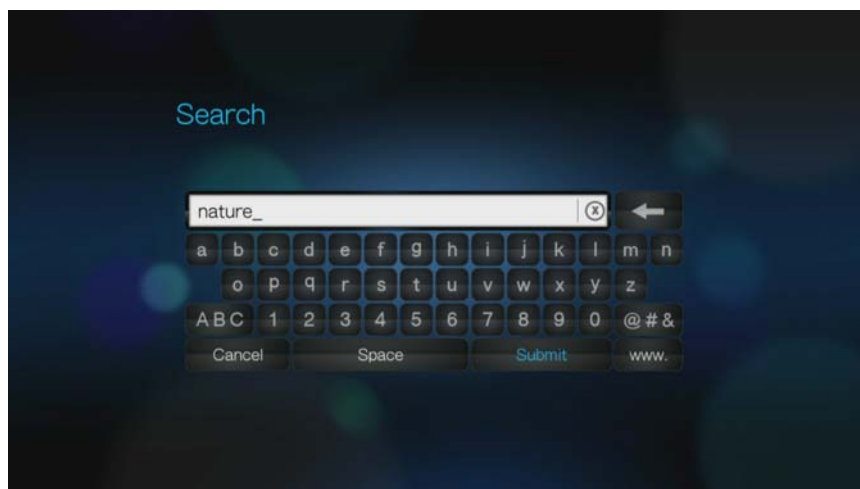 Search
nature_ x
a b c d e f g h i j k l m n
o p q r s t u v w x y z
ABC 1 2 3 4 5 6 7 8 9 0 @#&
Cancel Space Submit www.